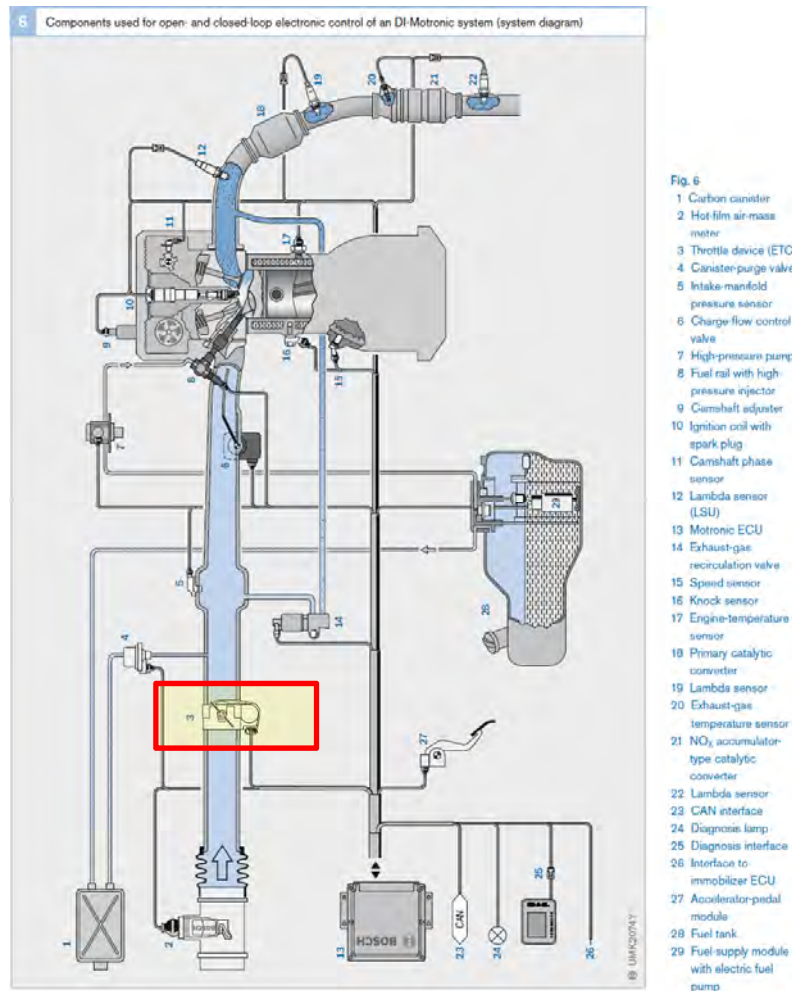 6 Components used for open- and closed-loop electronic control of an DI-Motronic system (system diagram)
19
20
21
22
18
12
11
17
10
9
16
15
8
7
6
29
5
14
28
4
3
27
1
2
BOSCH
13
CAN
23
24
25
26
UMK2074Y
Fig. 6
1 Carbon canister
2 Hot-film air-mass
meter
3 Throttle device (ETC
4 Canister-purge valve
5 Intake-manifold
pressure sensor
6 Charge-flow control
valve
7 High-pressure pump
8 Fuel rail with high-
pressure injector
9 Camshaft adjuster
10 Ignition coil with
spark plug
11 Camshaft phase
sensor
12 Lambda sensor
(LSU)
13 Motronic ECU
14 Exhaust-gas
recirculation valve
15 Speed sensor
16 Knock sensor
17 Engine-temperature
sensor
18 Primary catalytic
converter
19 Lambda sensor
20 Exhaust-gas
temperature sensor
21 NOX accumulator-
type catalytic
converter
22 Lambda sensor
23 CAN interface
24 Diagnosis lamp
25 Diagnosis interface
26 Interface to
immobilizer ECU
27 Accelerator-pedal
module
28 Fuel tank
29 Fuel-supply module
with electric fuel
pump